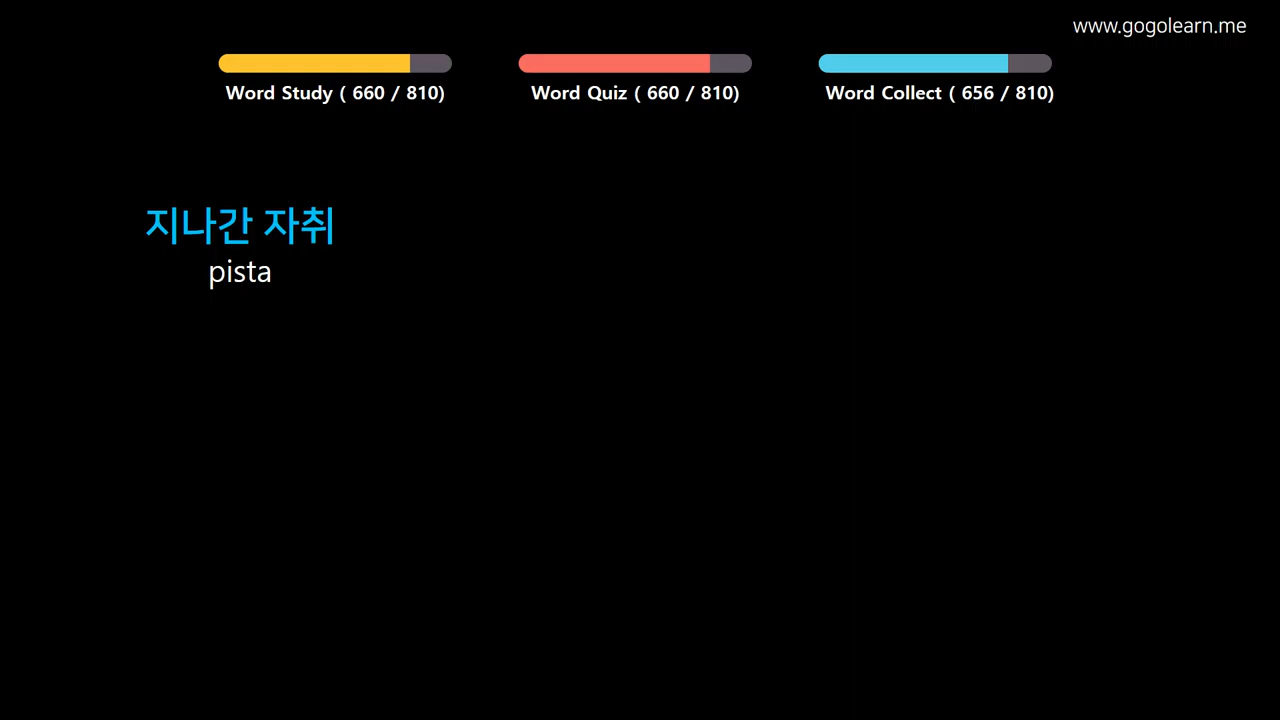 www.gogolearn.me
Word Study ( 660 / 810)
Word Quiz ( 660 / 810)
Word Collect ( 656 / 810)
지나간 자취
pista